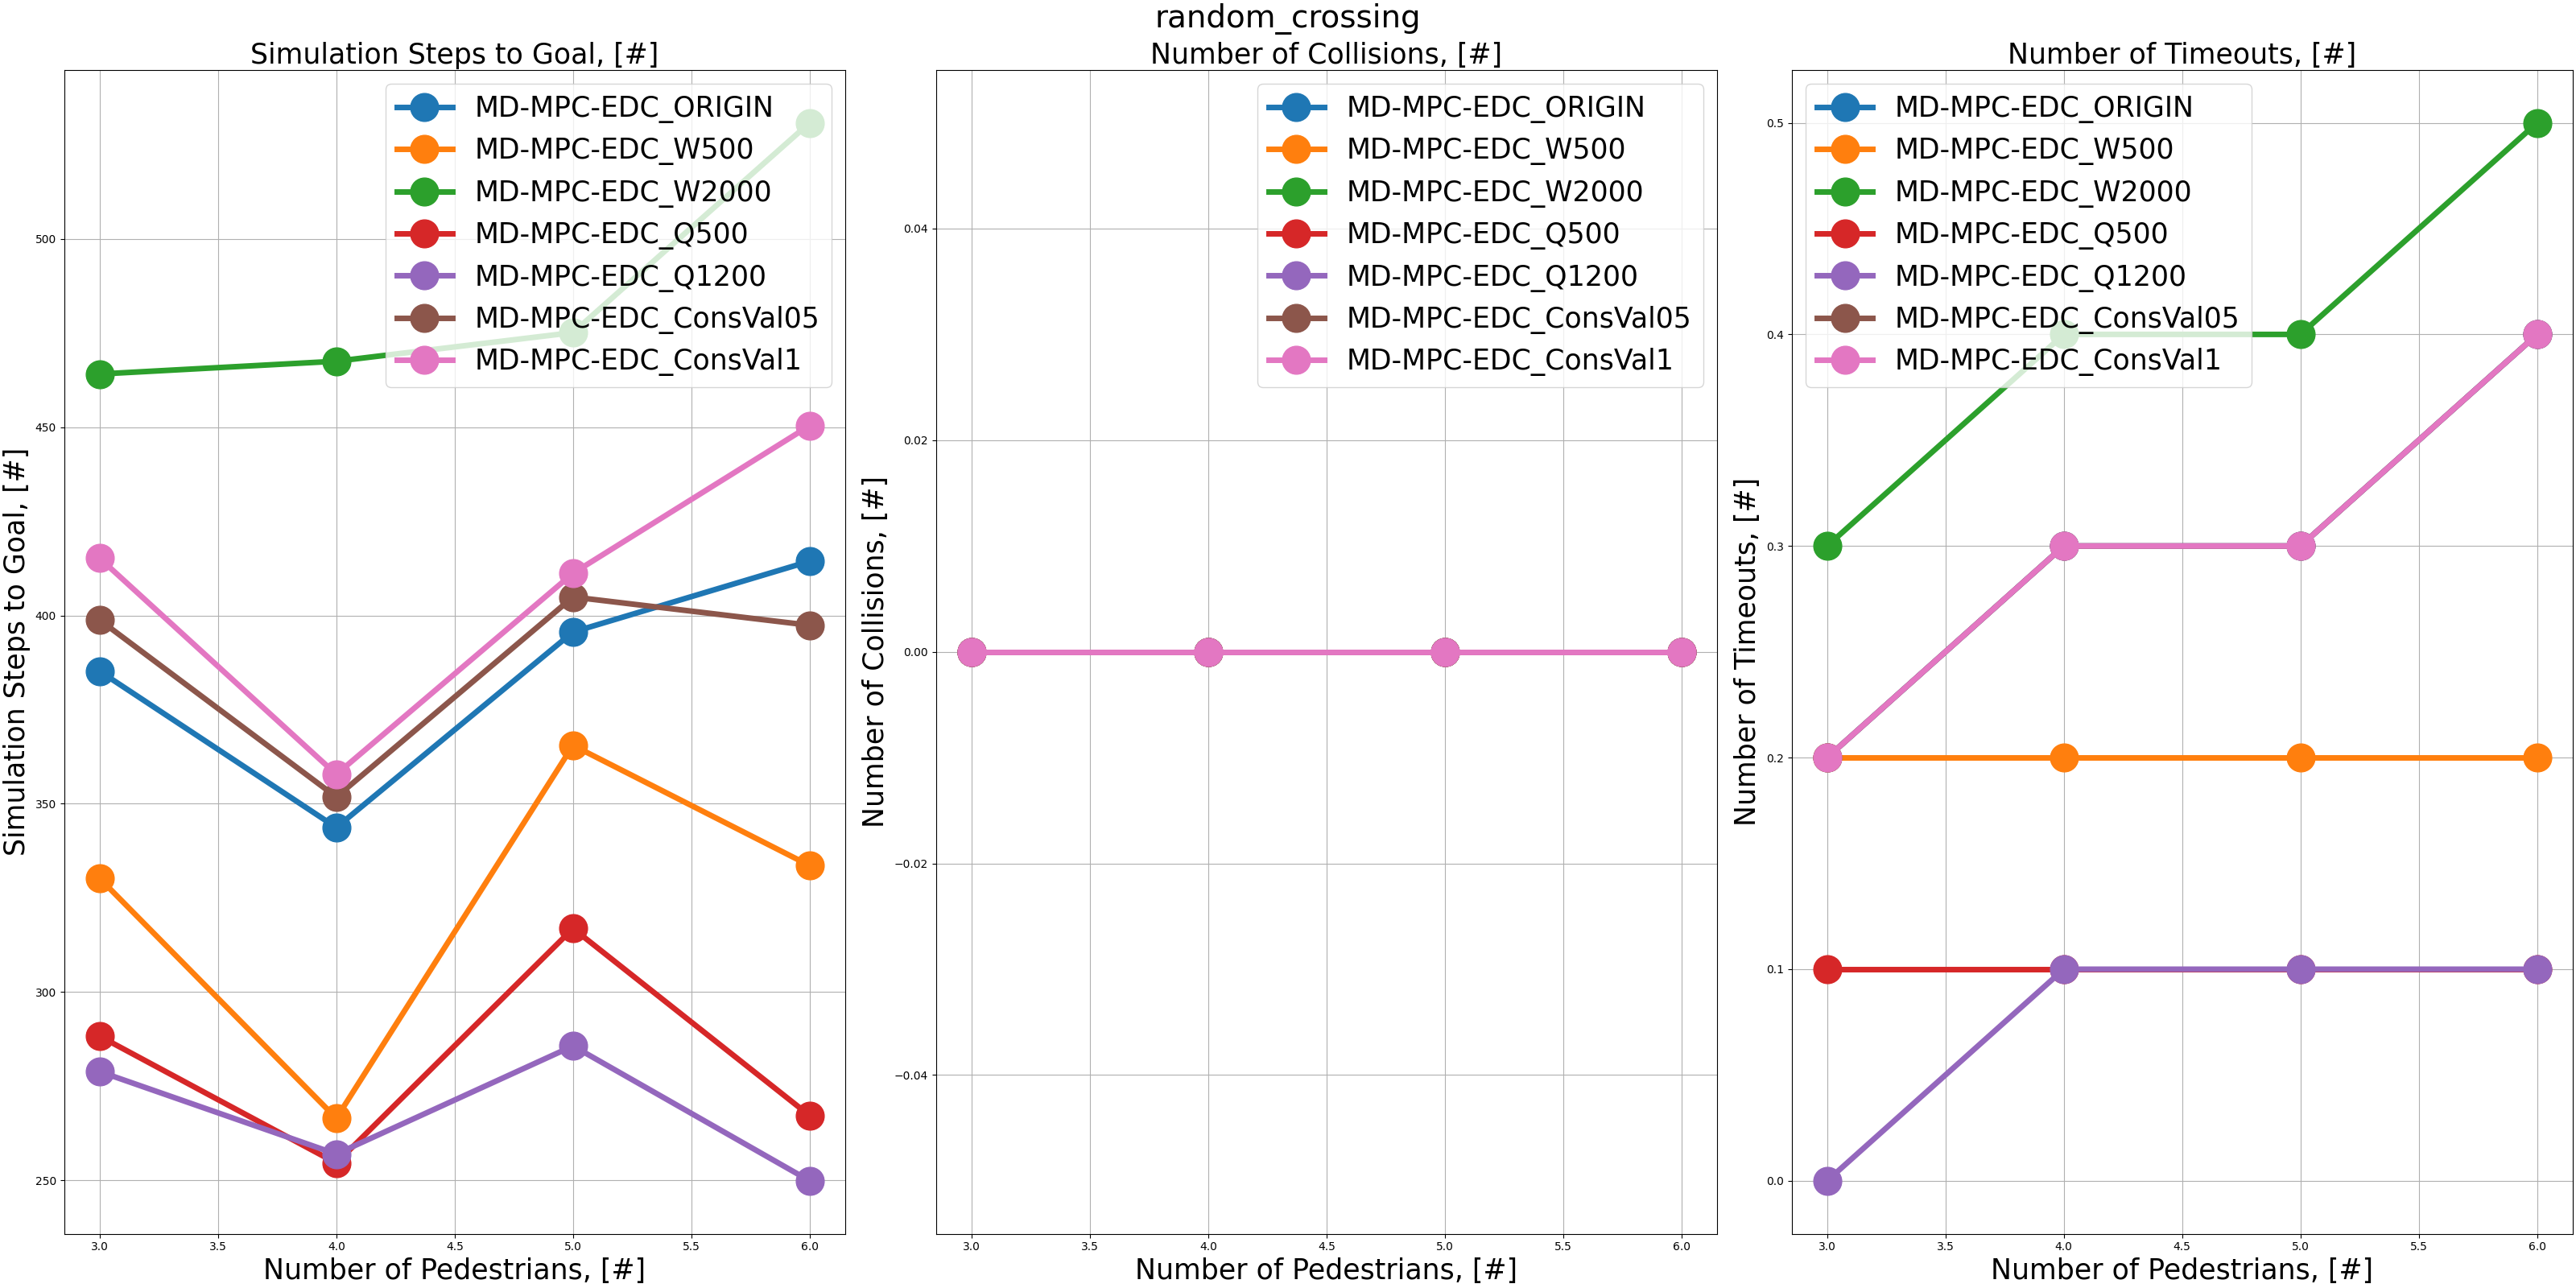 random_crossing
Simulation Steps to Goal, [#]
MD-MPC-EDC_ORIGIN
MD-MPC-EDC_W500
MD-MPC-EDC_W2000
MD-MPC-EDC_Q500
MD-MPC-EDC_Q1200
MD-MPC-EDC_ConsVal05
MD-MPC-EDC_ConsVal1
500
450
400
350
300
250
Simulation Steps to Goal, [#]
3.0 3.5 4.0 4.5 5.0 5.5 6.0
Number of Pedestrians, [#]
Number of Collisions, [#]
MD-MPC-EDC_ORIGIN
MD-MPC-EDC_W500
MD-MPC-EDC_W2000
MD-MPC-EDC_Q500
MD-MPC-EDC_Q1200
MD-MPC-EDC_ConsVal05
MD-MPC-EDC_ConsVal1
0.04
0.02
0.00
−0.02
−0.04
Number of Collisions, [#]
3.0 3.5 4.0 4.5 5.0 5.5 6.0
Number of Pedestrians, [#]
Number of Timeouts, [#]
MD-MPC-EDC_ORIGIN
MD-MPC-EDC_W500
MD-MPC-EDC_W2000
MD-MPC-EDC_Q500
MD-MPC-EDC_Q1200
MD-MPC-EDC_ConsVal05
MD-MPC-EDC_ConsVal1
0.5
0.4
0.3
0.2
0.1
0.0
Number of Timeouts, [#]
3.0 3.5 4.0 4.5 5.0 5.5 6.0
Number of Pedestrians, [#]